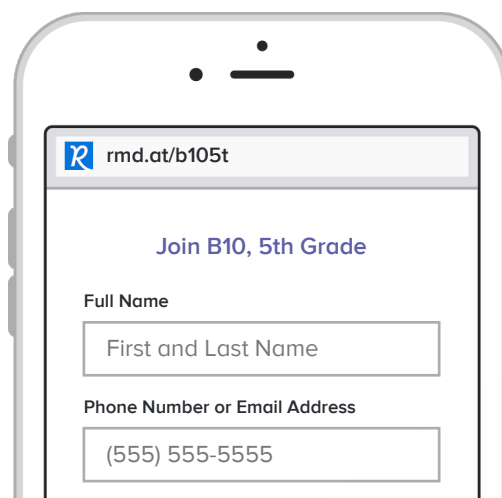 rmd.at/b105t
Join B10, 5th Grade
Full Name
First and Last Name
Phone Number or Email Address
(555) 555-5555